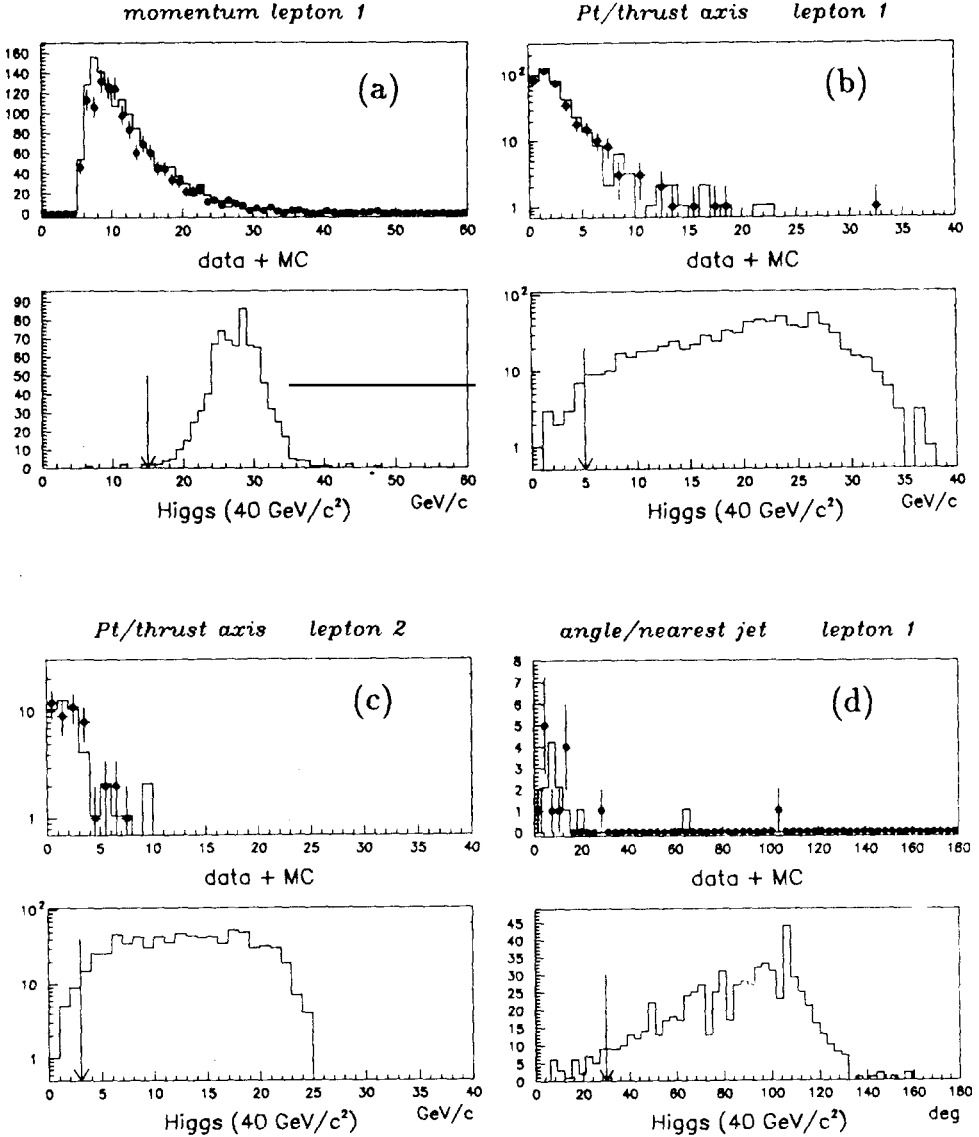 momentum lepton 1
Pt/thrust axis lepton 1
160
140
120
100
80
60
40
20
0
(a)
0 10 20 30 40 50 60
data + MC
10²
10
1
(b)
0 5 10 15 20 25 30 35 40
data + MC
90
80
70
60
50
40
30
20
10
0
0 10 20 30 40 50 60
Higgs (40 GeV/c²) GeV/c
10²
10
1
0 5 10 15 20 25 30 35 40
Higgs (40 GeV/c²) GeV/c
Pt/thrust axis lepton 2
angle/nearest jet lepton 1
10
1
(c)
0 5 10 15 20 25 30 35 40
data + MC
8
7
6
5
4
3
2
1
0
(d)
0 20 40 60 80 100 120 140 160 180
data + MC
10²
10
1
0 5 10 15 20 25 30 35 40
Higgs (40 GeV/c²) GeV/c
45
40
35
30
25
20
15
10
5
0
0 20 40 60 80 100 120 140 160 180
Higgs (40 GeV/c²) deg